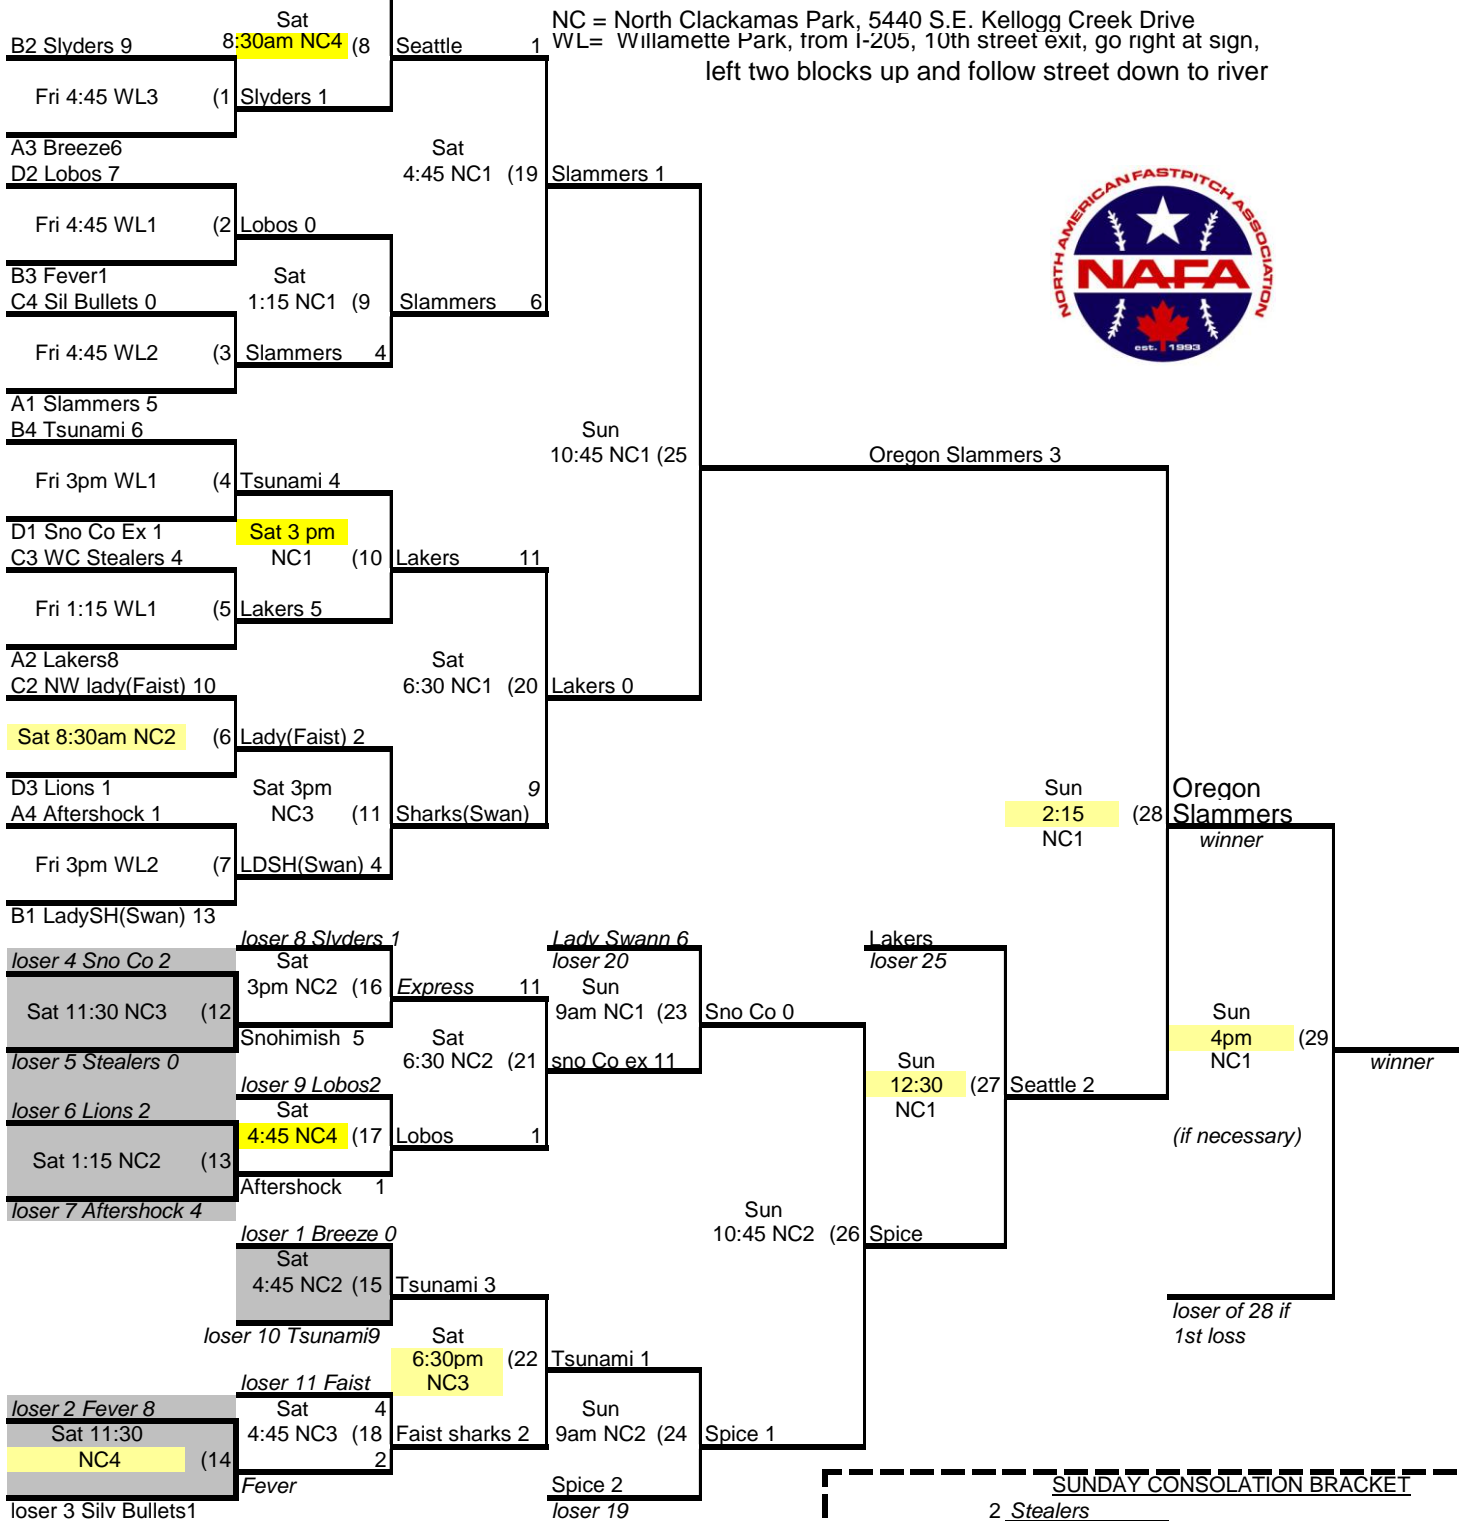 NC = North Clackamas Park, 5440 S.E. Kellogg Creek Drive
WL= Willamette Park, from I-205, 10th street exit, go right at sign,
left two blocks up and follow street down to river
Sat
B2 Slyders 9
8:30am NC4 (8
Seattle 1
Fri 4:45 WL3 (1
Slyders 1
A3 Breeze6
D2 Lobos 7
Sat
4:45 NC1 (19
Slammers 1
Fri 4:45 WL1 (2
Lobos 0
B3 Fever1
C4 Sil Bullets 0
Sat
1:15 NC1 (9
Slammers 6
Fri 4:45 WL2 (3
Slammers 4
A1 Slammers 5
B4 Tsunami 6
NORTH AMERICAN FASTPITCH ASSOCIATION
NAFA
est. 1993
Sun
10:45 NC1 (25
Oregon Slammers 3
Fri 3pm WL1 (4
Tsunami 4
D1 Sno Co Ex 1
C3 WC Stealers 4
Sat 3 pm
NC1 (10
Lakers 11
Fri 1:15 WL1 (5
Lakers 5
A2 Lakers8
C2 NW lady(Faist) 10
Sat
6:30 NC1 (20
Lakers 0
Sat 8:30am NC2 (6
Lady(Faist) 2
D3 Lions 1
A4 Aftershock 1
Sat 3pm
NC3 (11
9
Sharks(Swan)
Fri 3pm WL2 (7
LDSH(Swan) 4
B1 LadySH(Swan) 13
Sun
2:15 (28
NC1
Oregon
Slammers
winner
loser 8 Slyders 1
loser 4 Sno Co 2
Sat
3pm NC2 (16
Express 11
Sat 11:30 NC3 (12
Snohimish 5
loser 5 Stealers 0
Lady Swann 6
loser 20
Sun
9am NC1 (23
Sno Co 0
Lakers
loser 25
Sat
6:30 NC2 (21
sno Co ex 11
Sun
12:30 (27
NC1
Seattle 2
Sun
4pm (29
NC1
winner
loser 9 Lobos2
loser 6 Lions 2
Sat
4:45 NC4 (17
Lobos 1
(if necessary)
Sat 1:15 NC2 (13
Aftershock 1
loser 7 Aftershock 4
loser 1 Breeze 0
Sat
4:45 NC2 (15
Tsunami 3
Sun
10:45 NC2 (26
Spice
loser 10 Tsunami9
loser of 28 if
1st loss
Sat
6:30pm (22
NC3
Tsunami 1
loser 11 Faist
loser 2 Fever 8
Sat 4
4:45 NC3 (18
2
Faist sharks 2
Sat 11:30
NC4 (14
Fever
loser 3 Silv Bullets1
Sun
9am NC2 (24
Spice 1
Spice 2
loser 19
SUNDAY CONSOLATION BRACKET
2 Stealers